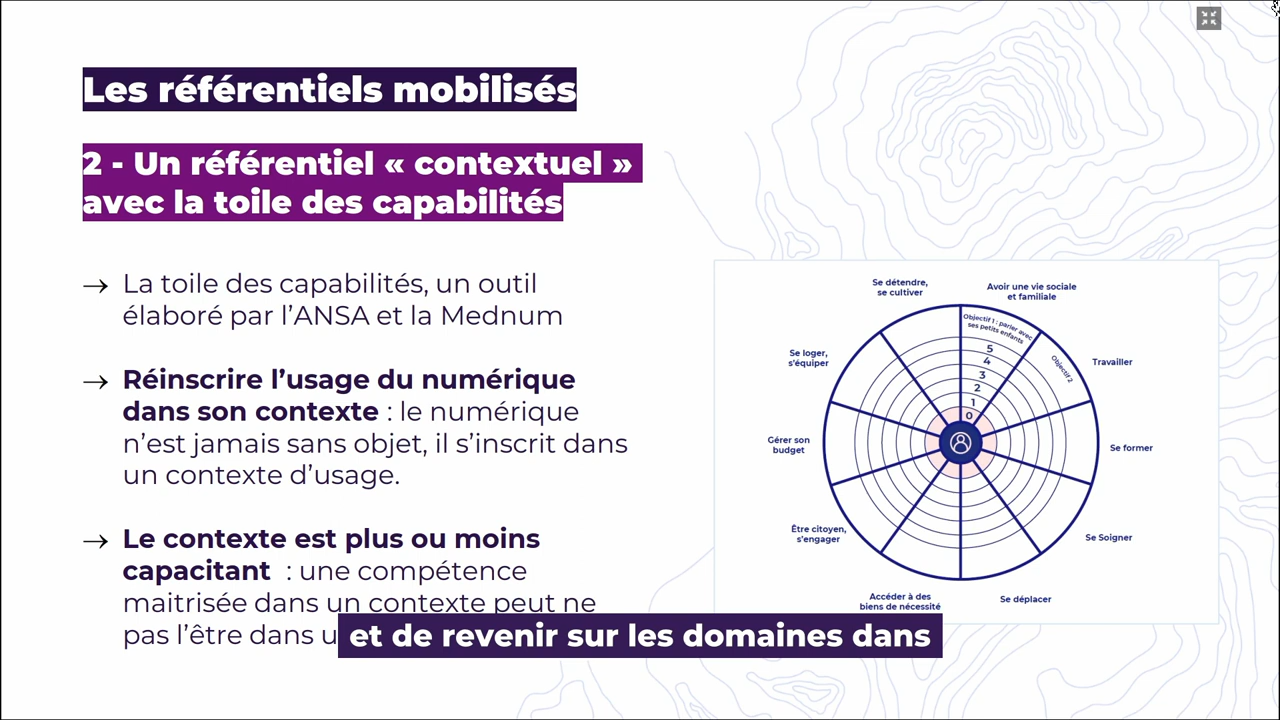 Les référentiels mobilisés
2 - Un référentiel « contextuel »
avec la toile des capabilités
→ La toile des capabilités, un outil
élaboré par l’ANSA et la Mednum
→ Réinscrire l’usage du numérique
dans son contexte : le numérique
n’est jamais sans objet, il s’inscrit dans
un contexte d’usage.
→ Le contexte est plus ou moins
capacitant : une compétence
maitrisée dans un contexte peut ne
pas l’être dans
Se détendre,
se cultiver
Avoir une vie sociale
et familiale
Objectif 1 : parler avec
ses petits enfants
Objectif 2
Se loger,
s’équiper
Travailler
5
4
3
2
1
0
Gérer son
budget
Se former
Être citoyen,
s’engager
Se Soigner
Accéder à des
biens de nécessité
Se déplacer
et de revenir sur les domaines dans